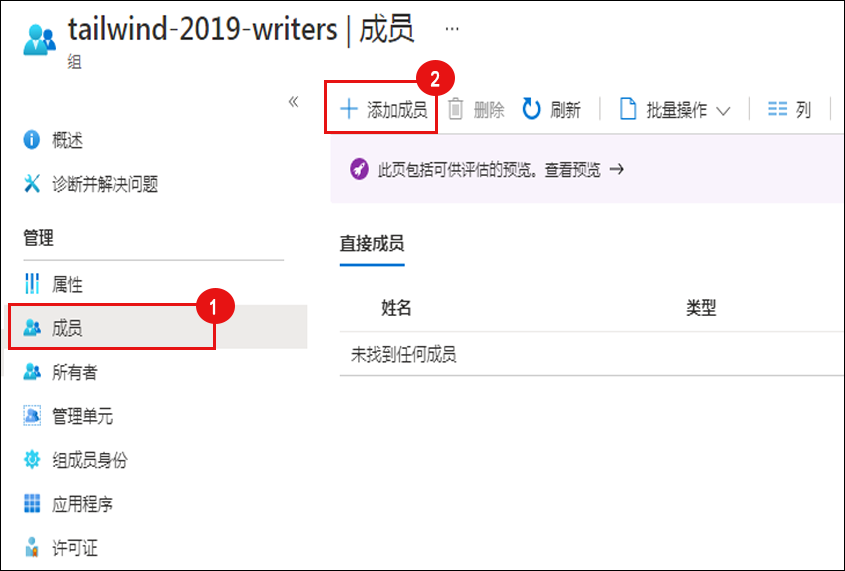 tailwind-2019-writers | 成员 ...
组
«
概述
诊断并解决问题
管理
属性
成员
1
所有者
管理单元
组成员身份
应用程序
许可证
2
添加成员 删除 刷新 批量操作 列
此页包括可供评估的预览。查看预览 →
直接成员
姓名 类型
未找到任何成员